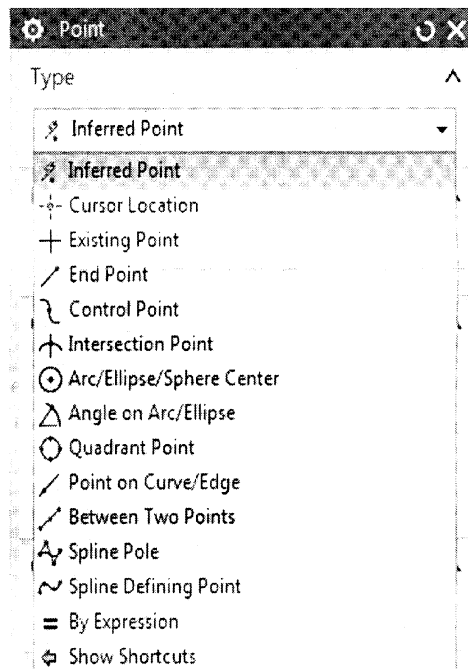 Point
Type
Inferred Point
Inferred Point
Cursor Location
Existing Point
End Point
Control Point
Intersection Point
Arc/Ellipse/Sphere Center
Angle on Arc/Ellipse
Quadrant Point
Point on Curve/Edge
Between Two Points
Spline Pole
Spline Defining Point
By Expression
Show Shortcuts